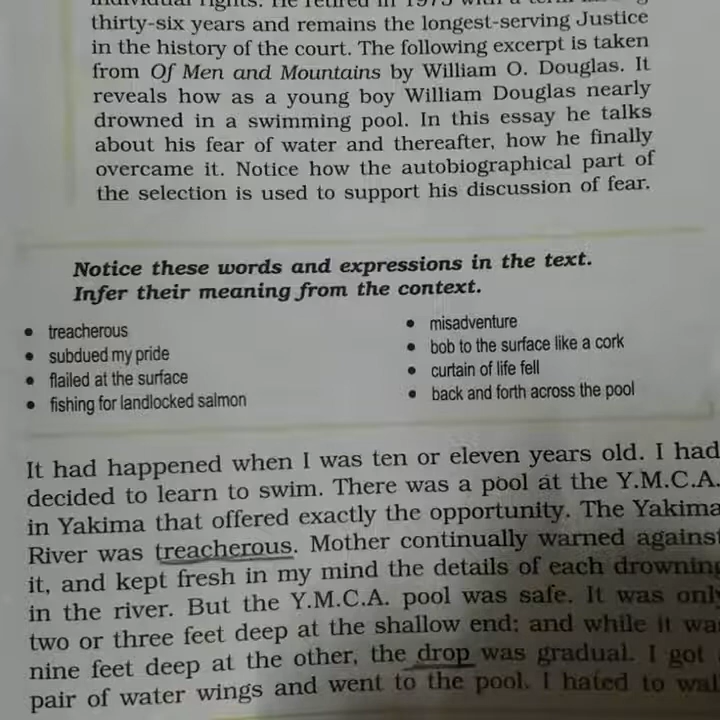 individual rights. He retired in 1975 with a term
thirty-six years and remains the longest-serving Justice
in the history of the court. The following excerpt is taken
from Of Men and Mountains by William O. Douglas. It
reveals how as a young boy William Douglas nearly
drowned in a swimming pool. In this essay he talks
about his fear of water and thereafter, how he finally
overcame it. Notice how the autobiographical part of
the selection is used to support his discussion of fear.
Notice these words and expressions in the text.
Infer their meaning from the context.
• treacherous
• subdued my pride
• flailed at the surface
• fishing for landlocked salmon
• misadventure
• bob to the surface like a cork
• curtain of life fell
• back and forth across the pool
It had happened when I was ten or eleven years old. I had
decided to learn to swim. There was a pool at the Y.M.C.A.
in Yakima that offered exactly the opportunity. The Yakima
River was treacherous. Mother continually warned against
it, and kept fresh in my mind the details of each drowning
in the river. But the Y.M.C.A. pool was safe. It was only
two or three feet deep at the shallow end; and while it was
nine feet deep at the other, the drop was gradual. I got
pair of water wings and went to the pool. I hated to